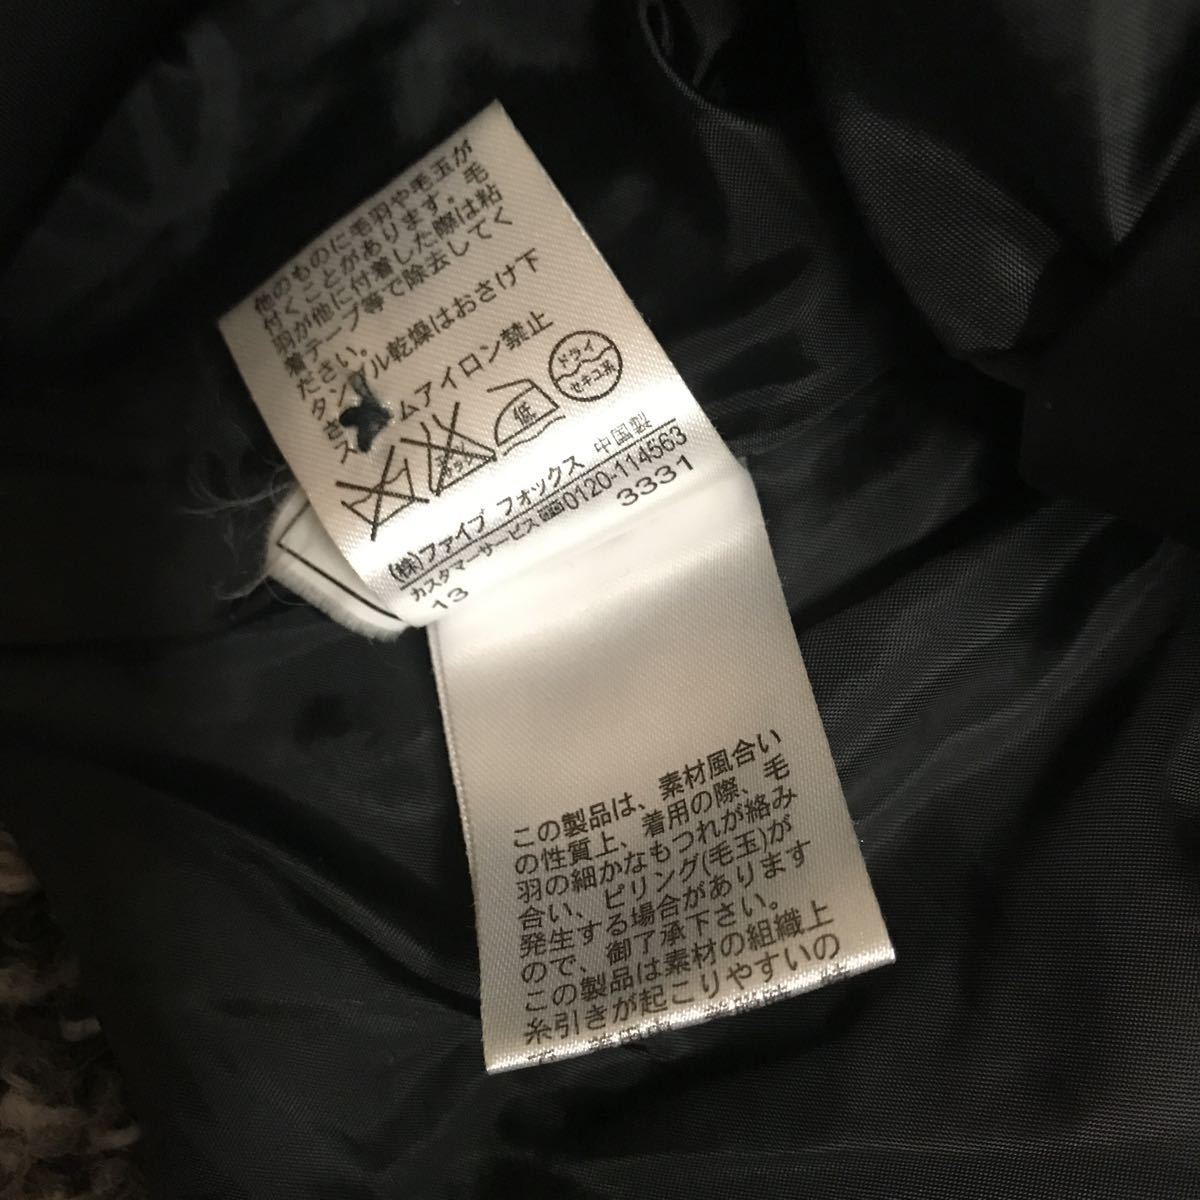 他のものに毛羽や毛玉が
付くことがあります。毛
羽が他に付着した際は粘
着テープ等で除去してく
ださい。
タンブル乾燥はおさけ下
さ
ス ムアイロン禁止
ドライ
セキユ系
低
エンソ
(株)ファイブ フォックス 中国製
カスタマーサービス 0120-114563
13 3331
この製品は、素材風合い
の性質上、着用の際、毛
羽の細かなもつれが絡み
合い、ピリング(毛玉)が
発生する場合があります
ので、御了承下さい。
この製品は素材の組織上
糸引きが起こりやすいの